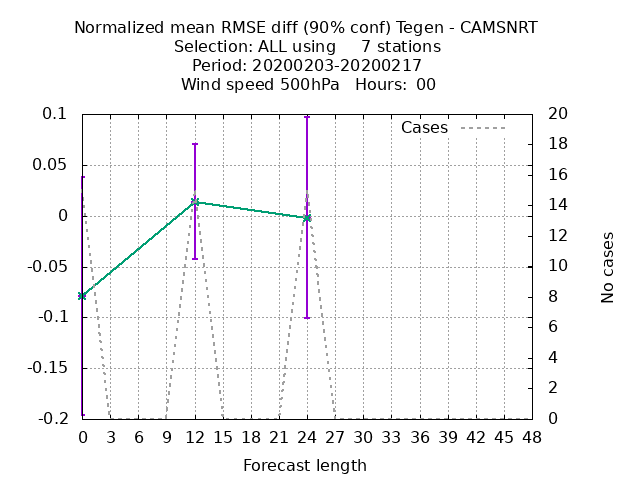 Normalized mean RMSE diff (90% conf) Tegen - CAMSNRT
Selection: ALL using     7 stations
Period: 20200203-20200217
Wind speed 500hPa   Hours:  00
Cases
0.1
0.05
0
-0.05
-0.1
-0.15
-0.2
20
18
16
14
12
10
8
6
4
2
0
No cases
0 3 6 9 12 15 18 21 24 27 30 33 36 39 42 45 48
Forecast length